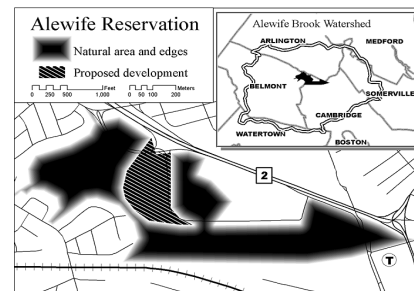 Alewife Reservation
Natural area and edges
Proposed development
0 250 500 1,000 Feet
0 50 100 200 Meters
Alewife Brook Watershed
ARLINGTON
MEDFORD
BELMONT
SOMERVILLE
CAMBRIDGE
WATERTOWN
BOSTON
2
T